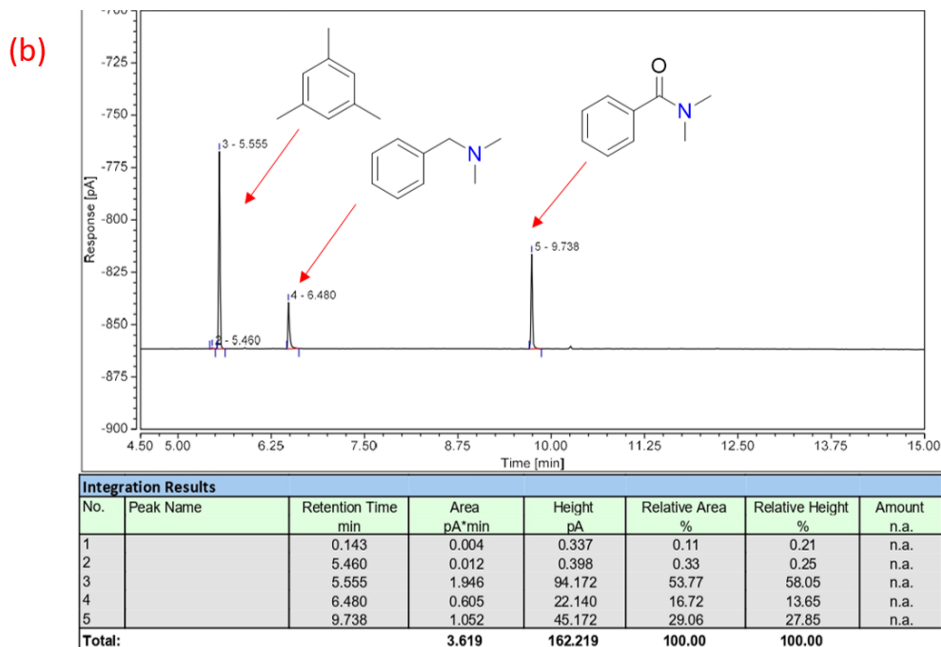 (b)
-700
-725
-750
-775
-800
-825
-850
-875
-900
Response [pA]
3 - 5.555
2 - 5.460
4 - 6.480
5 - 9.738
N
O
N
4.50 5.00 6.25 7.50 8.75 10.00 11.25 12.50 13.75 15.00
Time [min]
Integration Results
No. Peak Name Retention Time Area Height Relative Area Relative Height Amount
min pA*min pA % % n.a.
1 0.143 0.004 0.337 0.11 0.21 n.a.
2 5.460 0.012 0.398 0.33 0.25 n.a.
3 5.555 1.946 94.172 53.77 58.05 n.a.
4 6.480 0.605 22.140 16.72 13.65 n.a.
5 9.738 1.052 45.172 29.06 27.85 n.a.
Total: 3.619 162.219 100.00 100.00